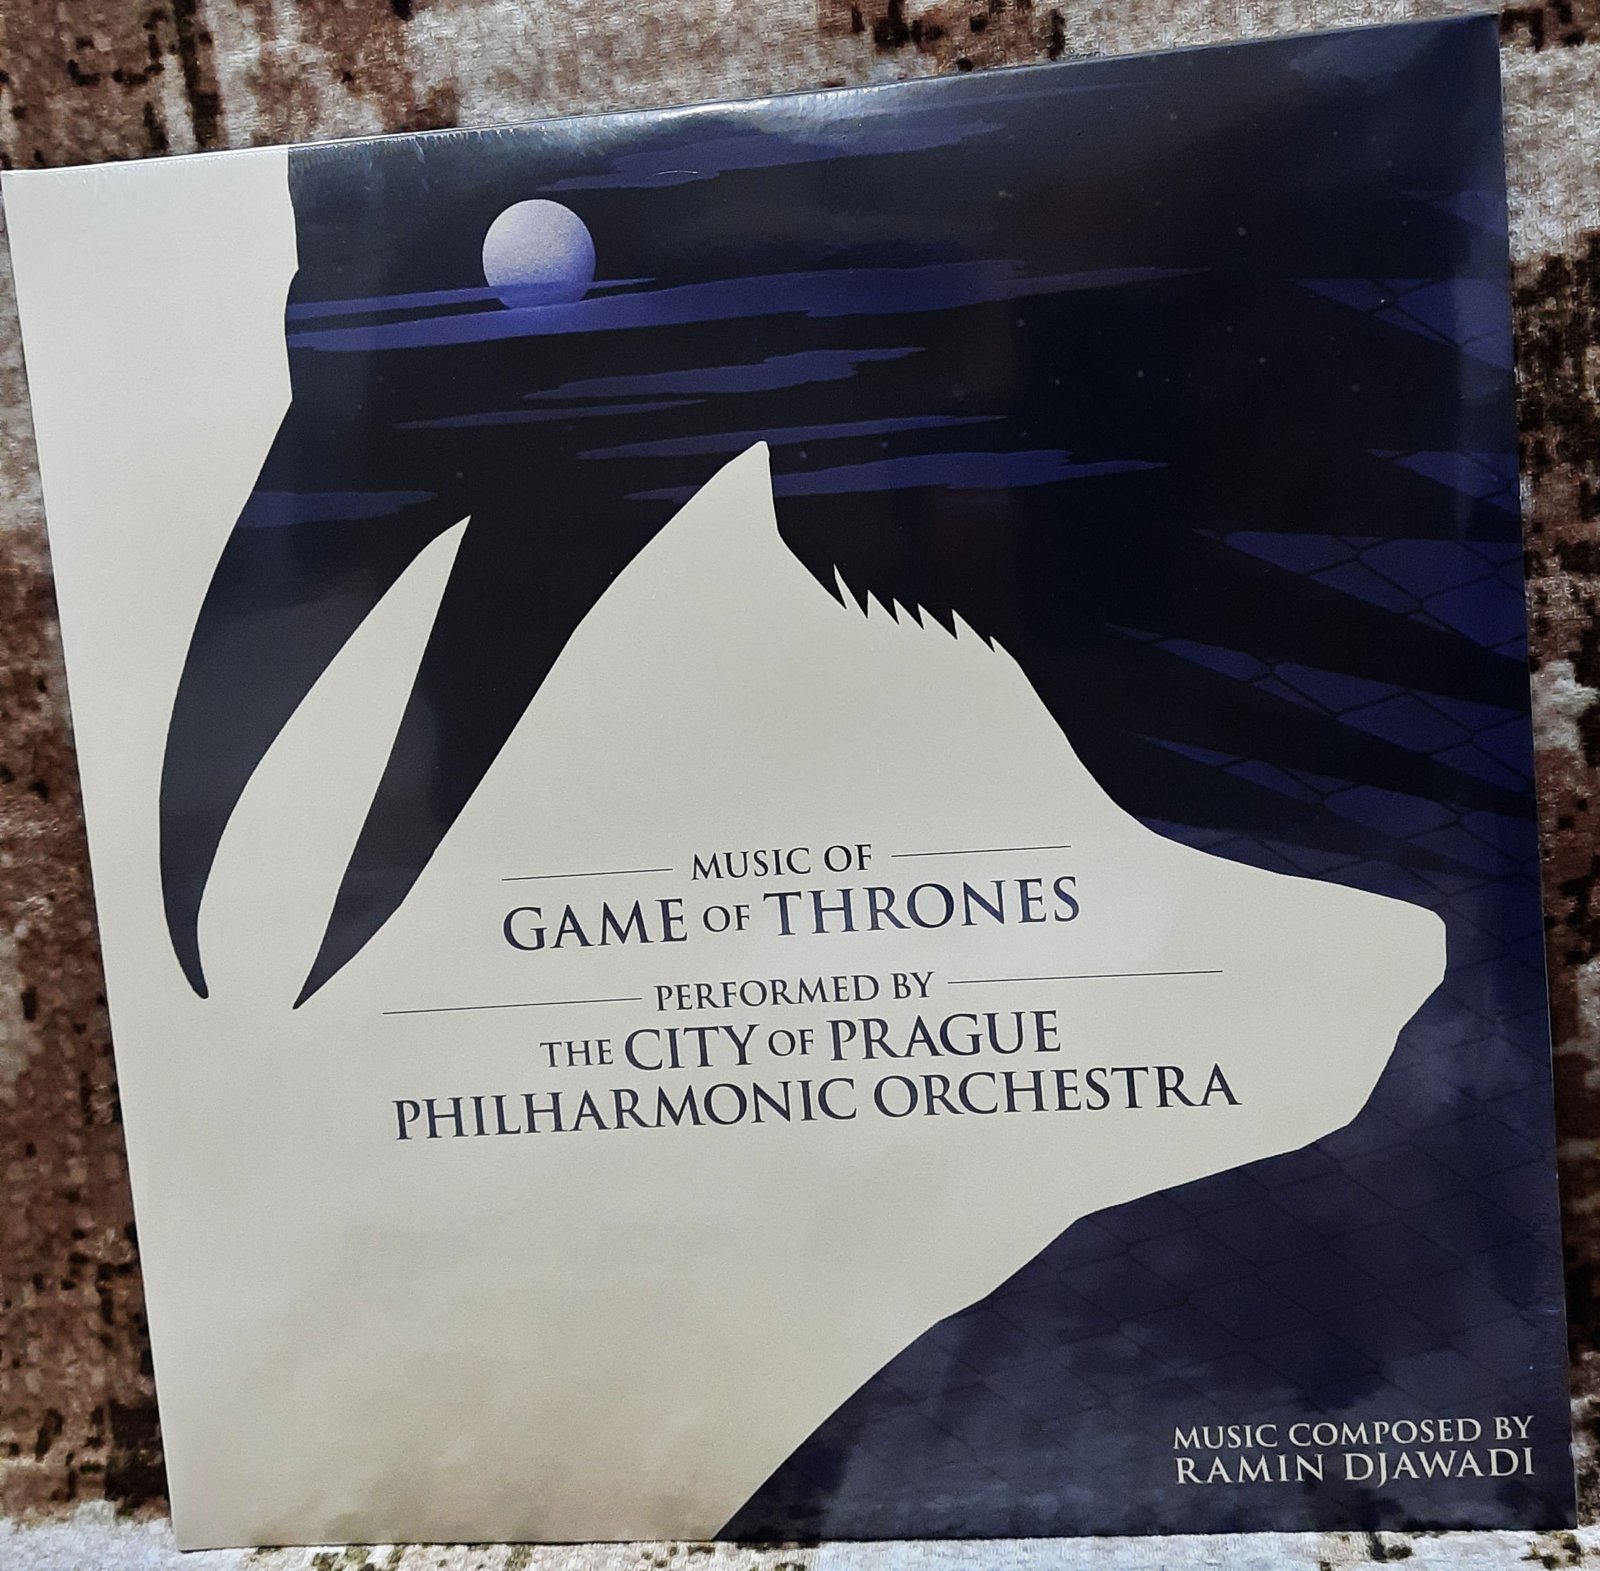 MUSIC OF
GAME OF THRONES
PERFORMED BY
THE CITY OF PRAGUE
PHILHARMONIC ORCHESTRA
MUSIC COMPOSED BY
RAMIN DJAWADI